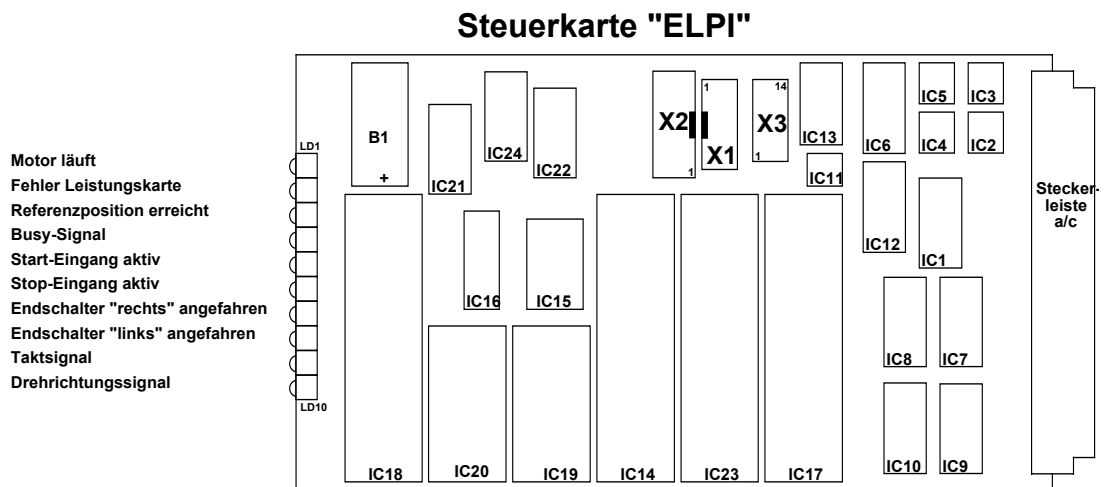 Steuerkarte "ELPI"
LD1
Motor läuft
Fehler Leistungskarte
Referenzposition erreicht
Busy-Signal
Start-Eingang aktiv
Stop-Eingang aktiv
Endschalter "rechts" angefahren
Endschalter "links" angefahren
Taktsignal
Drehrichtungssignal
LD10
B1
+
IC21
IC24
IC22
X2
1
1
X1
14
X3
1
IC13
IC11
IC6
IC5
IC3
IC4
IC2
IC12
IC1
IC16
IC15
IC8
IC7
IC10
IC9
IC18
IC20
IC19
IC14
IC23
IC17
Stecker-
leiste
a/c